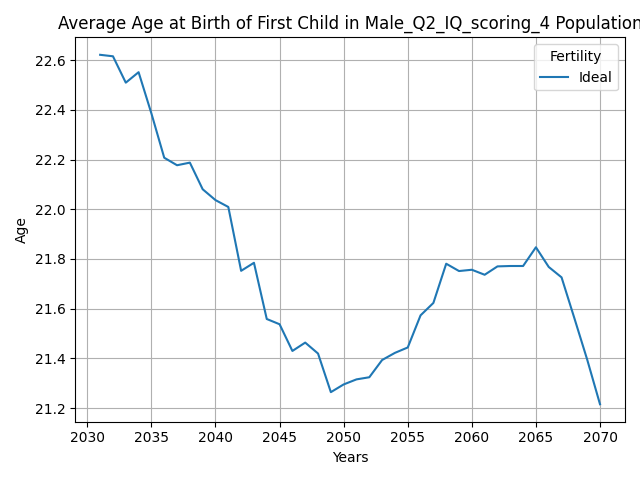 Average Age at Birth of First Child in Male_Q2_IQ_scoring_4 Population
Fertility
Ideal
22.6
22.4
22.2
22.0
21.8
21.6
21.4
21.2
Age
2030 2035 2040 2045 2050 2055 2060 2065 2070
Years